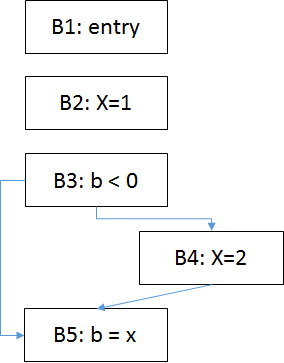 B1: entry
B2: X=1
B3: b < 0
B4: X=2
B5: b = x